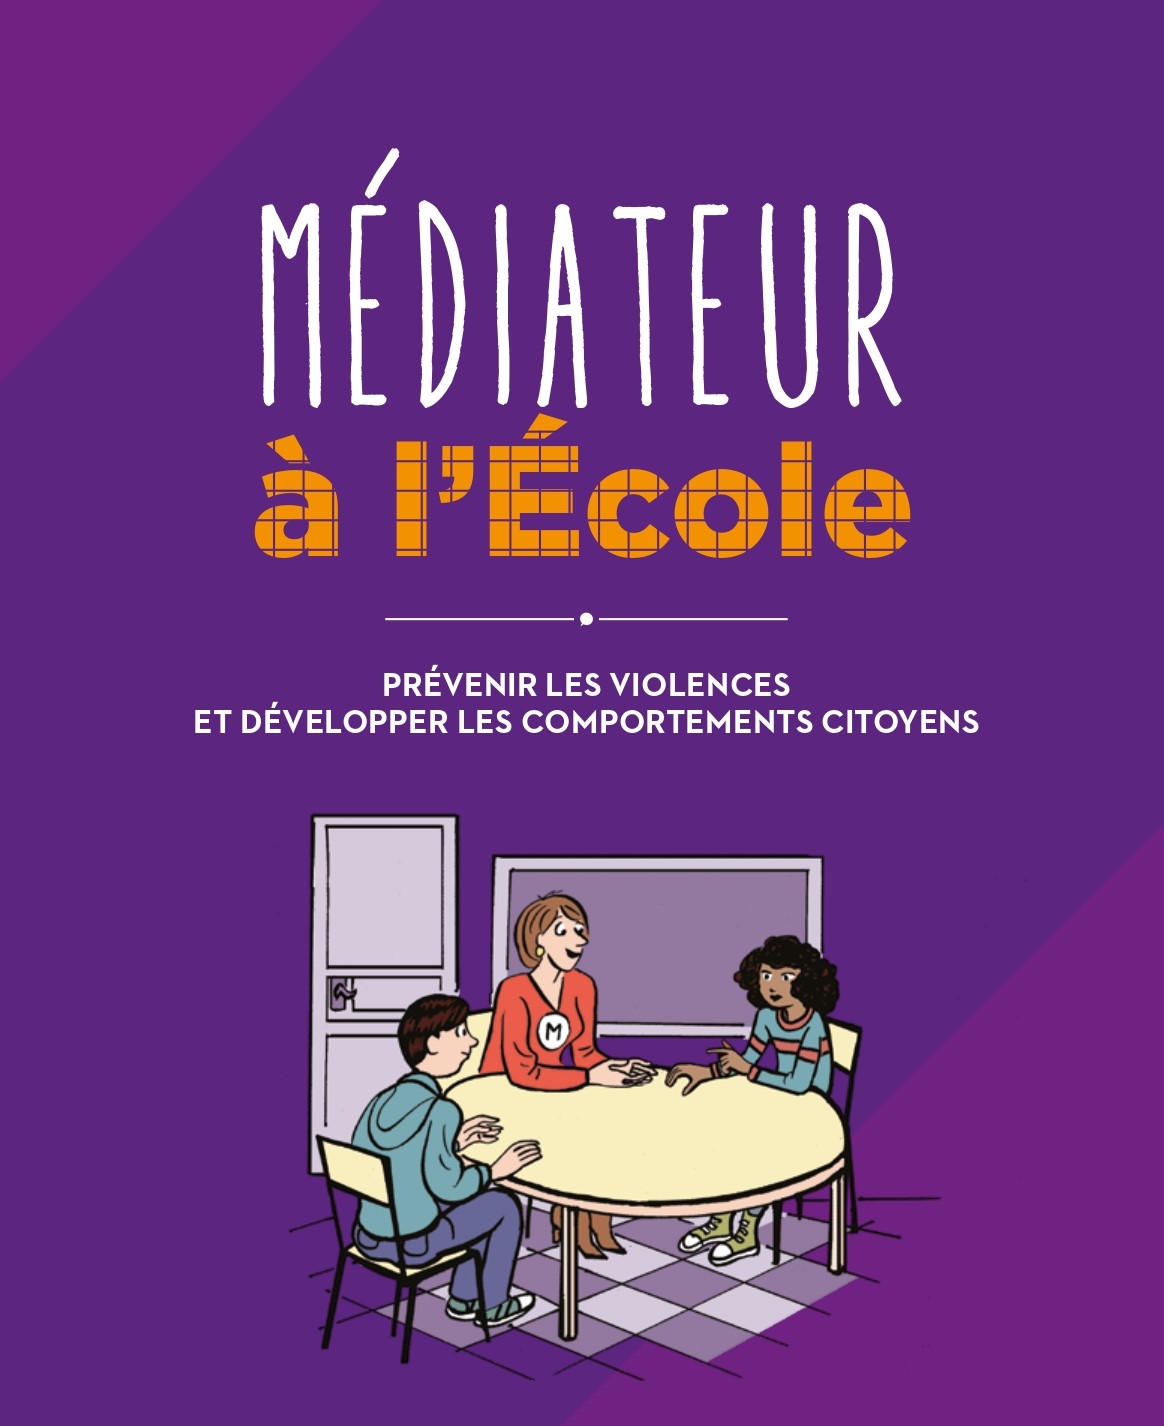 MÉDIATEUR
à l'École
PRÉVENIR LES VIOLENCES
ET DÉVELOPPER LES COMPORTEMENTS CITOYENS
M